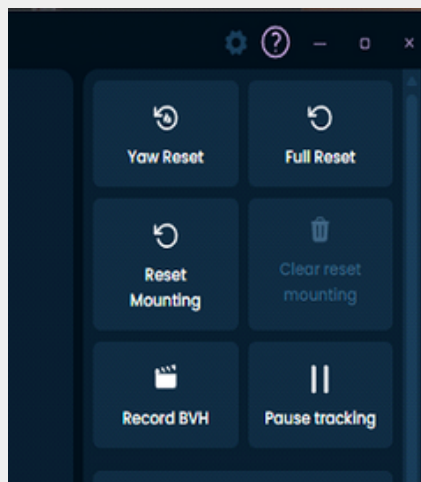 Yaw Reset
Full Reset
Reset
Mounting
Clear reset
mounting
Record BVH
Pause tracking